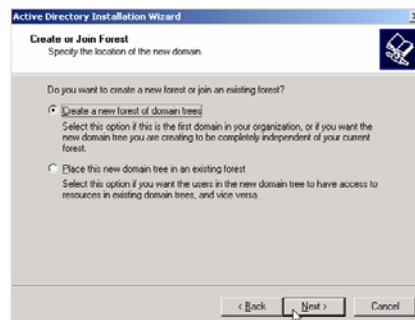 Active Directory Installation Wizard
Create or Join Forest
Specify the location of the new domain.
Do you want to create a new forest or join an existing forest?
Create a new forest of domain trees
Select this option if this is the first domain in your organization, or if you want the
new domain tree you are creating to be completely independent of your current
forest.
Place this new domain tree in an existing forest
Select this option if you want the users in the new domain tree to have access to
resources in existing domain trees, and vice versa.
< Back
Next >
Cancel